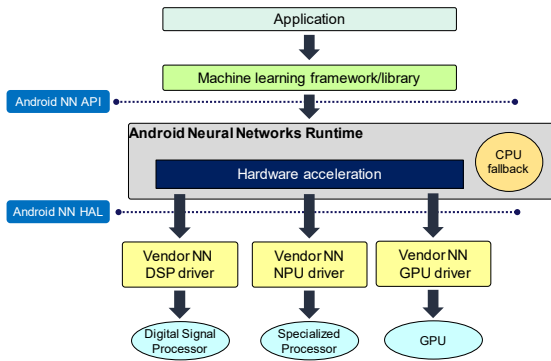 Application
Machine learning framework/library
Android NN API
Android Neural Networks Runtime
CPU
fallback
Hardware acceleration
Android NN HAL
Vendor NN
DSP driver
Vendor NN
NPU driver
Vendor NN
GPU driver
Digital Signal
Processor
Specialized
Processor
GPU